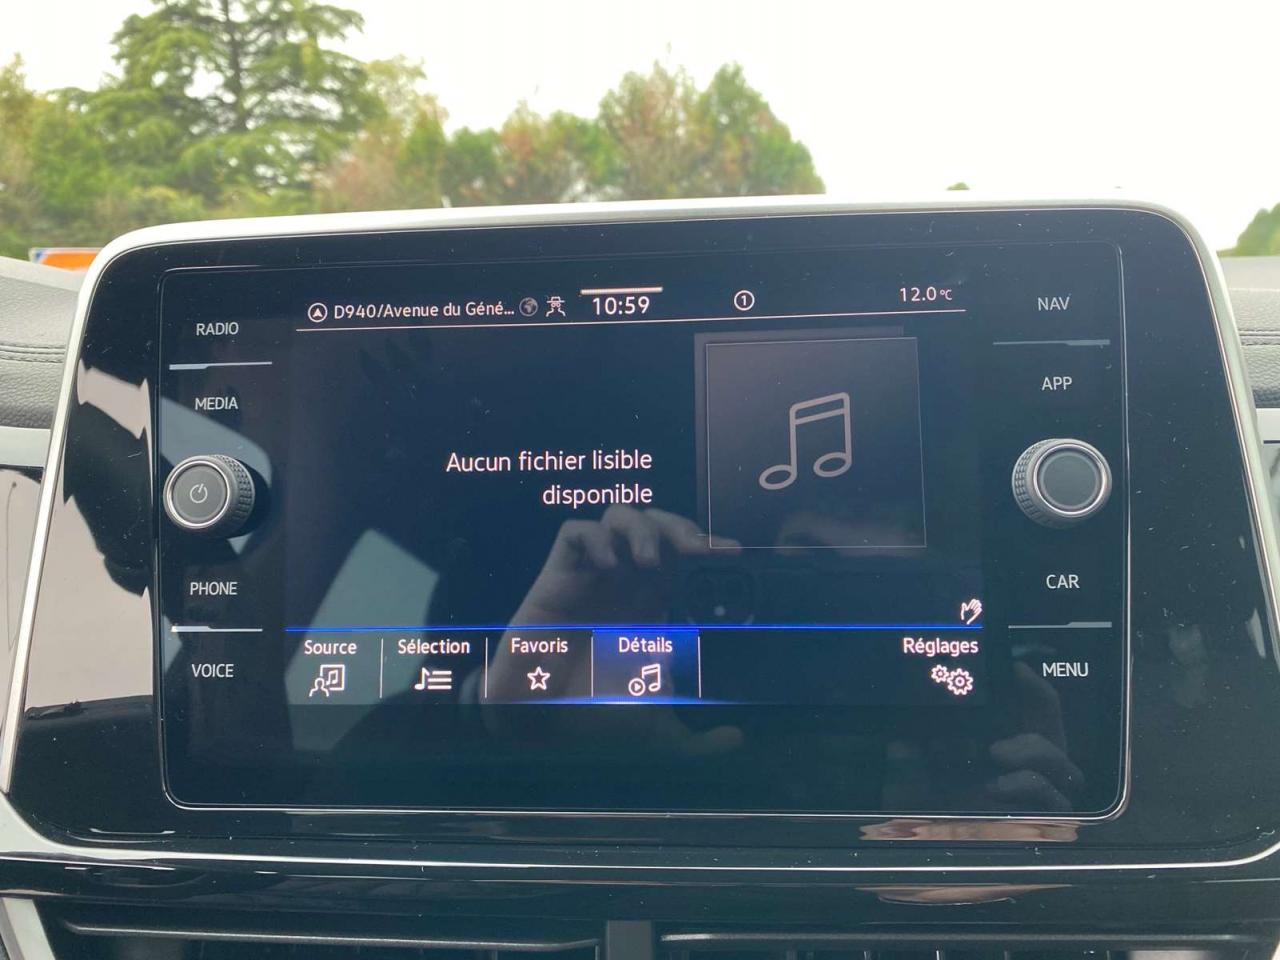 D940/Avenue du Géné... 10:59 1 12.0°C
RADIO
MEDIA
PHONE
VOICE
Aucun fichier lisible
disponible
Source Sélection Favoris Détails Réglages
NAV
APP
CAR
MENU